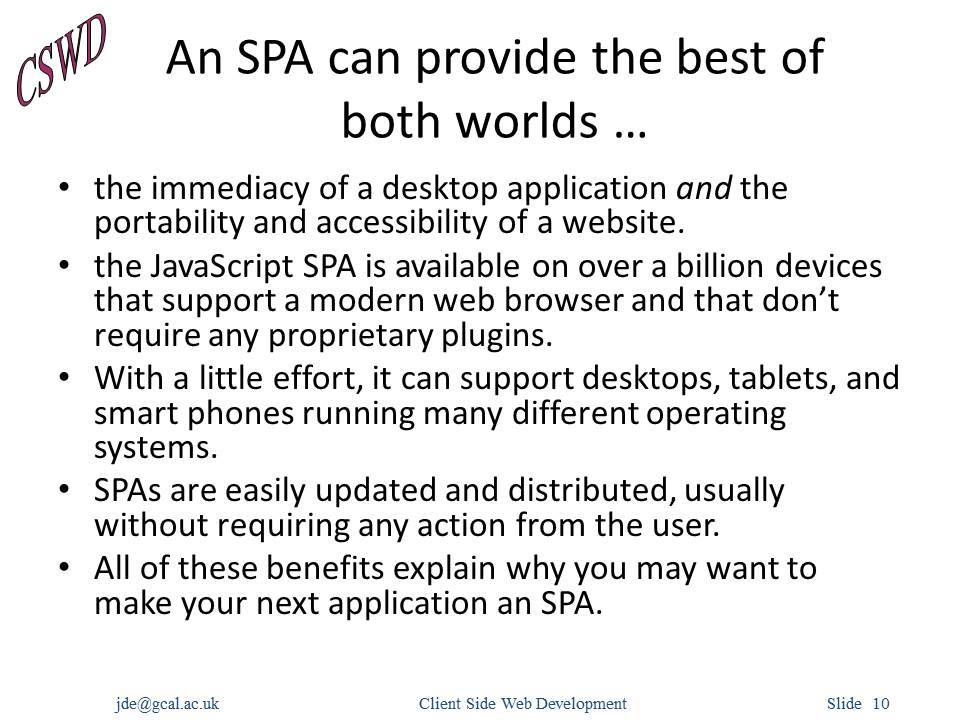 CSWD
An SPA can provide the best of
both worlds …
• the immediacy of a desktop application and the
portability and accessibility of a website.
• the JavaScript SPA is available on over a billion devices
that support a modern web browser and that don’t
require any proprietary plugins.
• With a little effort, it can support desktops, tablets, and
smart phones running many different operating
systems.
• SPAs are easily updated and distributed, usually
without requiring any action from the user.
• All of these benefits explain why you may want to
make your next application an SPA.
jde@gcal.ac.uk Client Side Web Development Slide 10